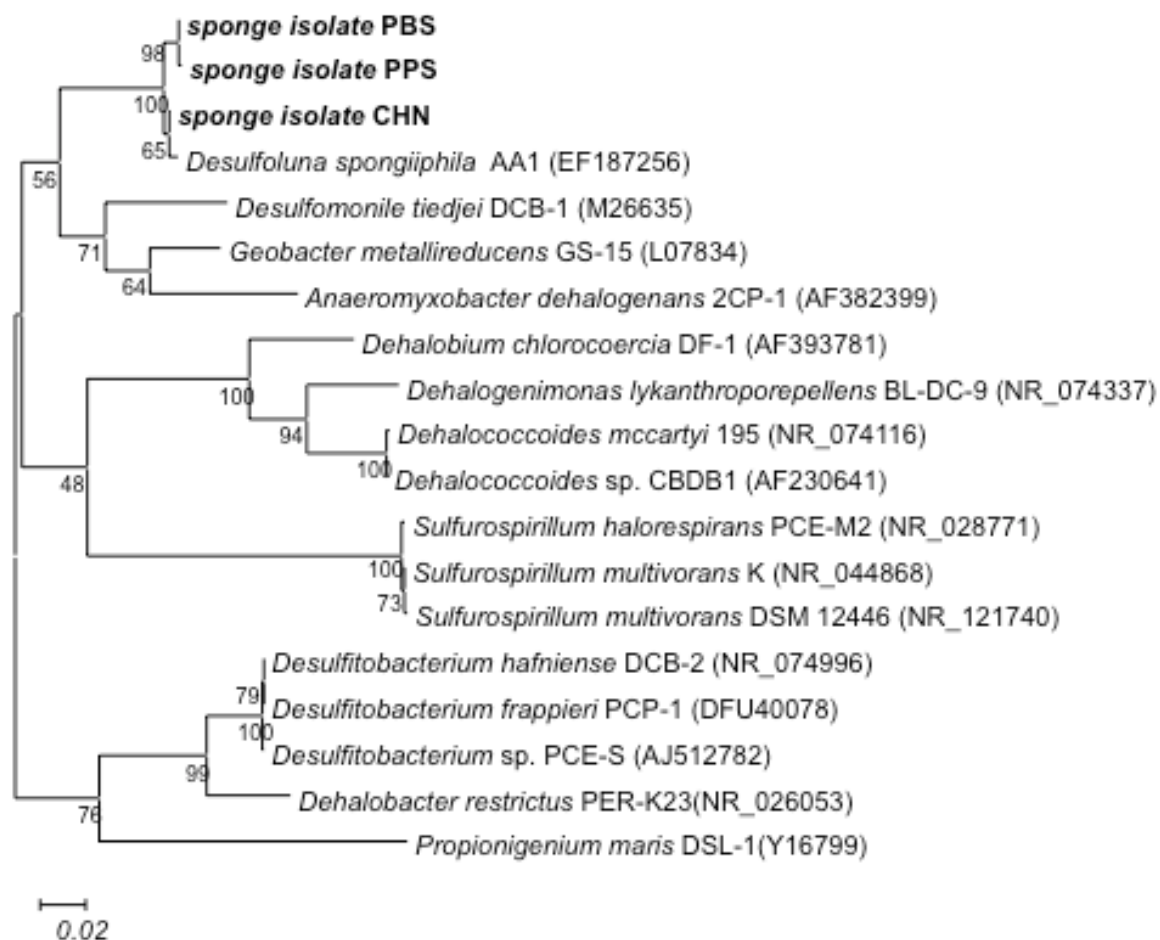 sponge isolate PBS
98
sponge isolate PPS
100
sponge isolate CHN
65
Desulfoluna spongiiphila AA1 (EF187256)
56
Desulfomonile tiedjei DCB-1 (M26635)
71
Geobacter metallireducens GS-15 (L07834)
64
Anaeromyxobacter dehalogenans 2CP-1 (AF382399)
Dehalobium chlorocoercia DF-1 (AF393781)
100
Dehalogenimonas lykanthroporepellens BL-DC-9 (NR_074337)
94
Dehalococcoides mccartyi 195 (NR_074116)
100
Dehalococcoides sp. CBDB1 (AF230641)
48
Sulfurospirillum halorespirans PCE-M2 (NR_028771)
100
Sulfurospirillum multivorans K (NR_044868)
73
Sulfurospirillum multivorans DSM 12446 (NR_121740)
Desulfitobacterium hafniense DCB-2 (NR_074996)
79
Desulfitobacterium frappieri PCP-1 (DFU40078)
100
Desulfitobacterium sp. PCE-S (AJ512782)
99
Dehalobacter restrictus PER-K23(NR_026053)
76
Propionigenium maris DSL-1(Y16799)
0.02